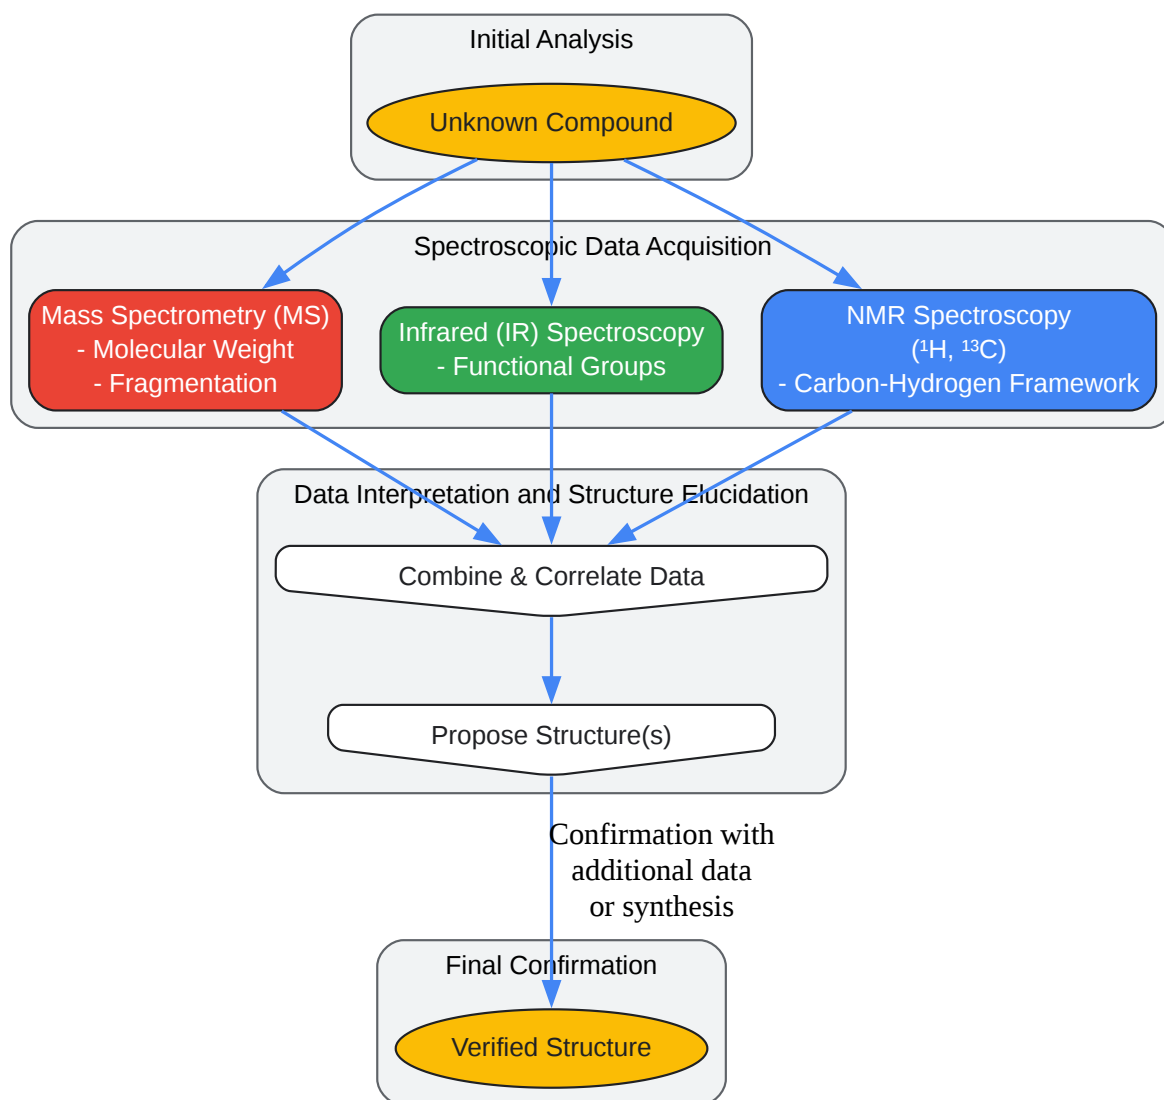 Initial Analysis
Unknown Compound
Spectroscopic Data Acquisition
Mass Spectrometry (MS)
- Molecular Weight
- Fragmentation
Infrared (IR) Spectroscopy
- Functional Groups
NMR Spectroscopy
(¹H, ¹³C)
- Carbon-Hydrogen Framework
Data Interpretation and Structure Elucidation
Combine & Correlate Data
Propose Structure(s)
Confirmation with
additional data
or synthesis
Final Confirmation
Verified Structure